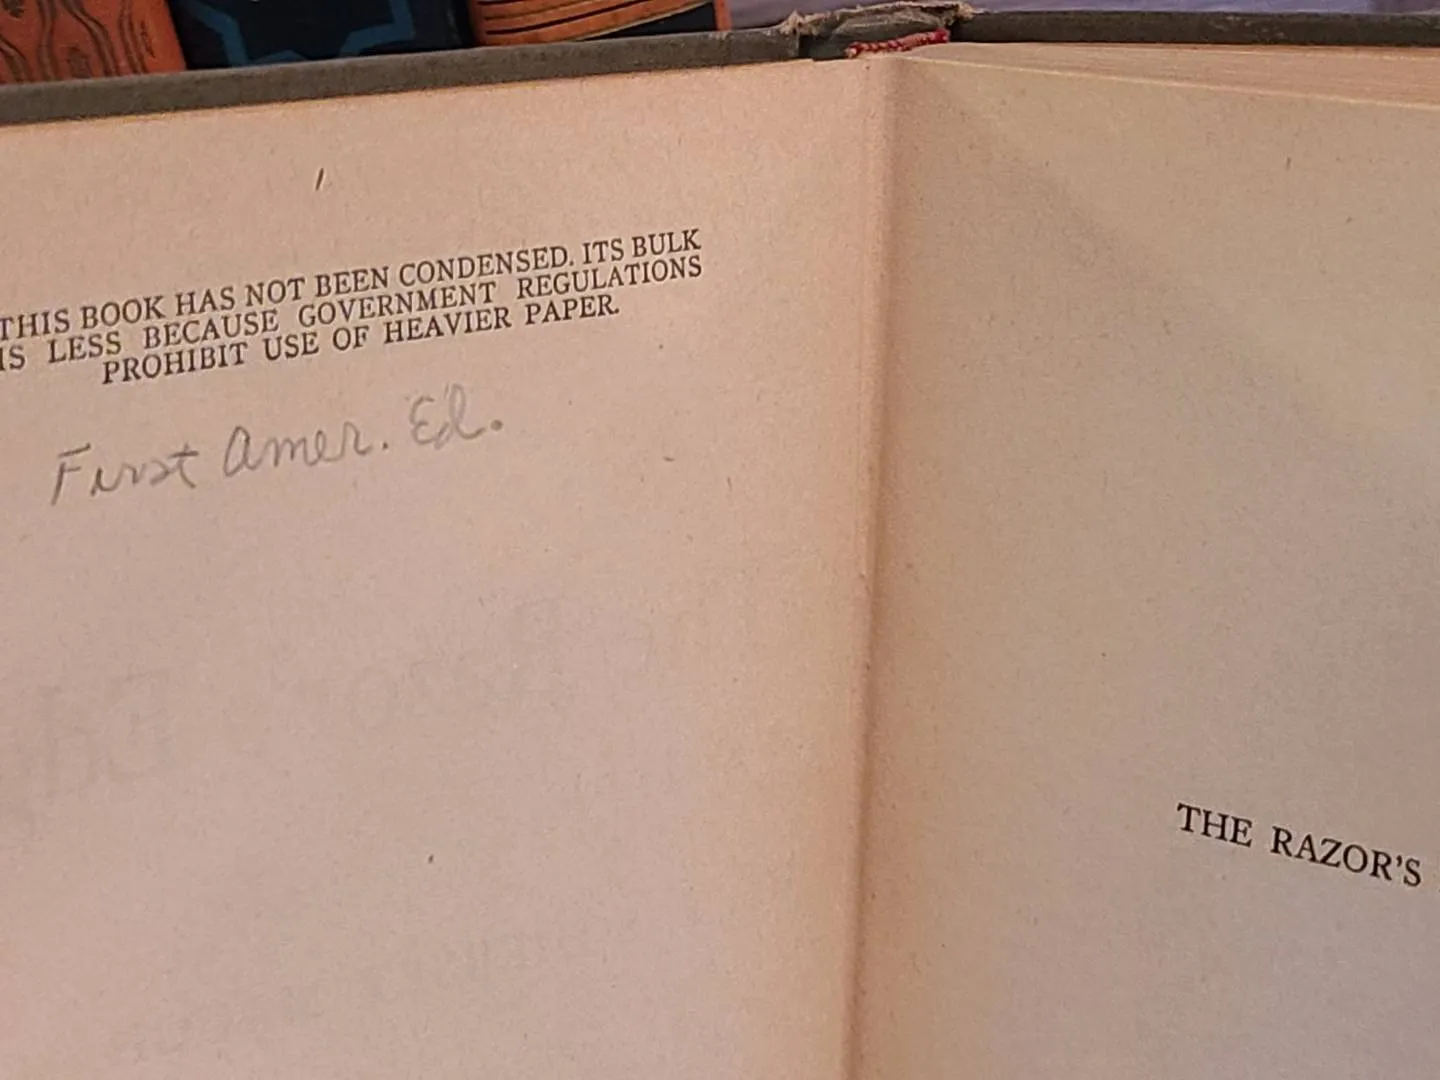 THIS BOOK HAS NOT BEEN CONDENSED. ITS BULK
IS LESS BECAUSE GOVERNMENT REGULATIONS
PROHIBIT USE OF HEAVIER PAPER.
First Amer. Ed.
THE RAZOR'S